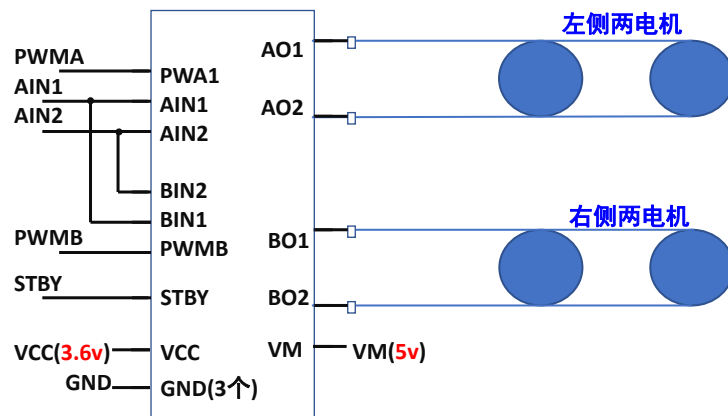 左侧两电机
AO1
PWMA
PWA1
AIN1
AIN1
AO2
AIN2
AIN2
BIN2
右侧两电机
BIN1
BO1
PWMB
PWMB
STBY
STBY
BO2
VCC(3.6v)
VCC
VM
VM(5v)
GND
GND(3个)